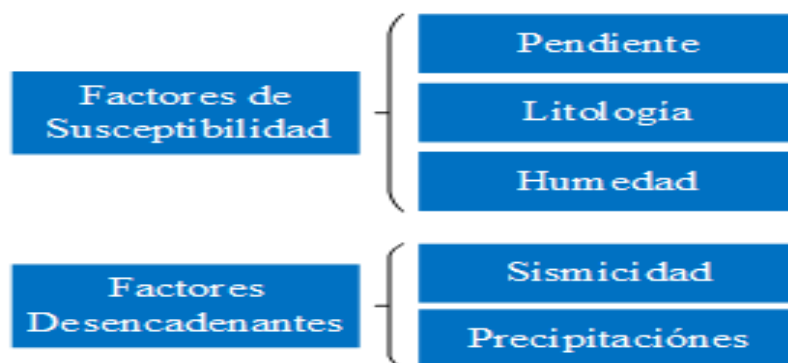 Factores de
Susceptibilidad
Pendiente
Litología
Humedad
Factores
Desencadenantes
Sismicidad
Precipitaciónes